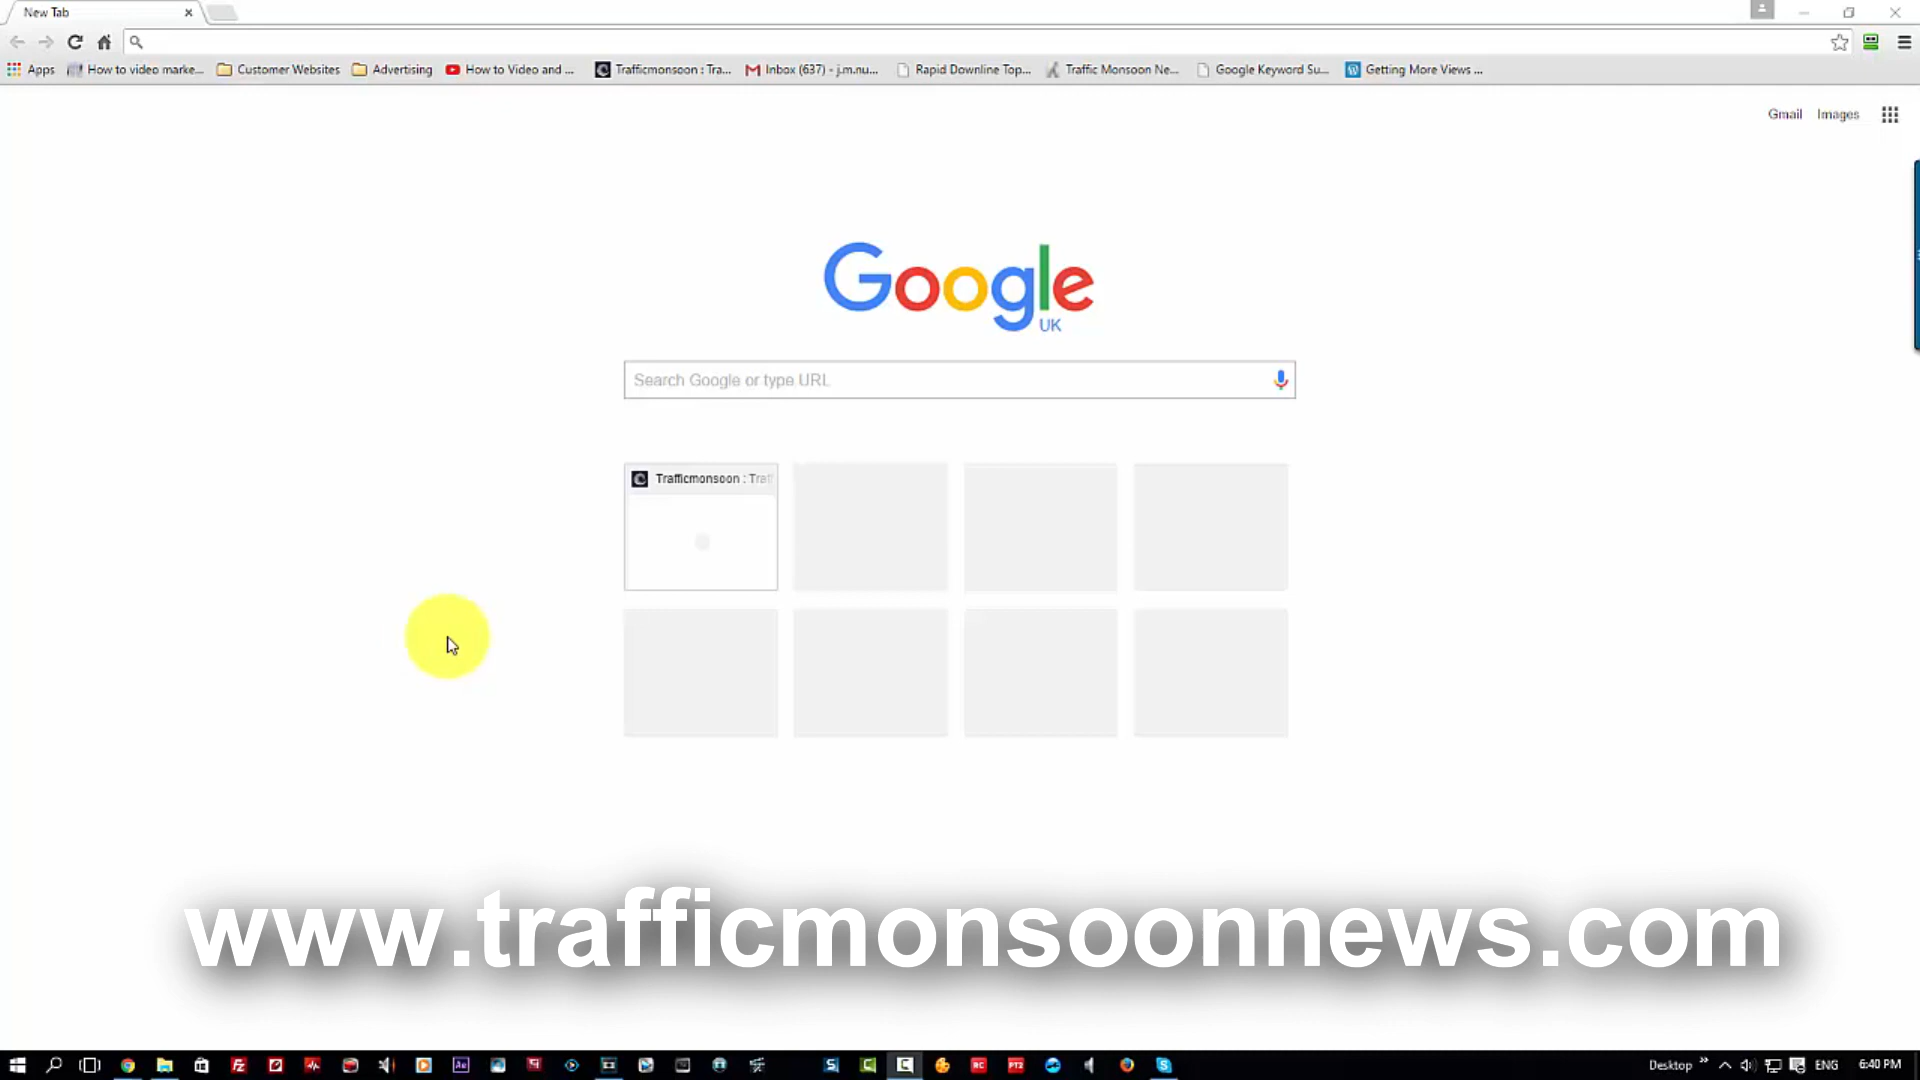 New Tab
Apps How to video marke... Customer Websites Advertising How to Video and ... Trafficmonsoon : Tra... Inbox (637) - j.m.nu... Rapid Downline Top... Traffic Monsoon Ne... Google Keyword Su... Getting More Views ...
Gmail Images
Google
UK
Search Google or type URL
Trafficmonsoon : Traf
www.trafficmonsoonnews.com
Desktop ENG 6:40 PM